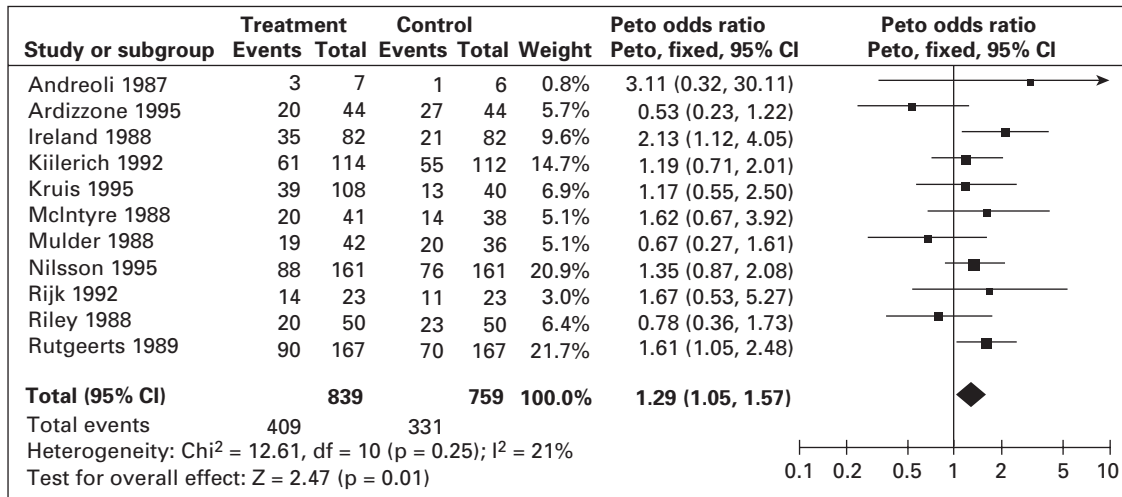 Treatment Control Peto odds ratio Peto odds ratio
Study or subgroup Events Total Events Total Weight Peto, fixed, 95% CI Peto, fixed, 95% CI
Andreoli 1987 3 7 1 6 0.8% 3.11 (0.32, 30.11)
Ardizzone 1995 20 44 27 44 5.7% 0.53 (0.23, 1.22)
Ireland 1988 35 82 21 82 9.6% 2.13 (1.12, 4.05)
Kiilerich 1992 61 114 55 112 14.7% 1.19 (0.71, 2.01)
Kruis 1995 39 108 13 40 6.9% 1.17 (0.55, 2.50)
McIntyre 1988 20 41 14 38 5.1% 1.62 (0.67, 3.92)
Mulder 1988 19 42 20 36 5.1% 0.67 (0.27, 1.61)
Nilsson 1995 88 161 76 161 20.9% 1.35 (0.87, 2.08)
Rijk 1992 14 23 11 23 3.0% 1.67 (0.53, 5.27)
Riley 1988 20 50 23 50 6.4% 0.78 (0.36, 1.73)
Rutgeerts 1989 90 167 70 167 21.7% 1.61 (1.05, 2.48)
Total (95% CI) 839 759 100.0% 1.29 (1.05, 1.57)
Total events 409 331
Heterogeneity: Chi² = 12.61, df = 10 (p = 0.25); I² = 21%
Test for overall effect: Z = 2.47 (p = 0.01)
0.1 0.2 0.5 1 2 5 10